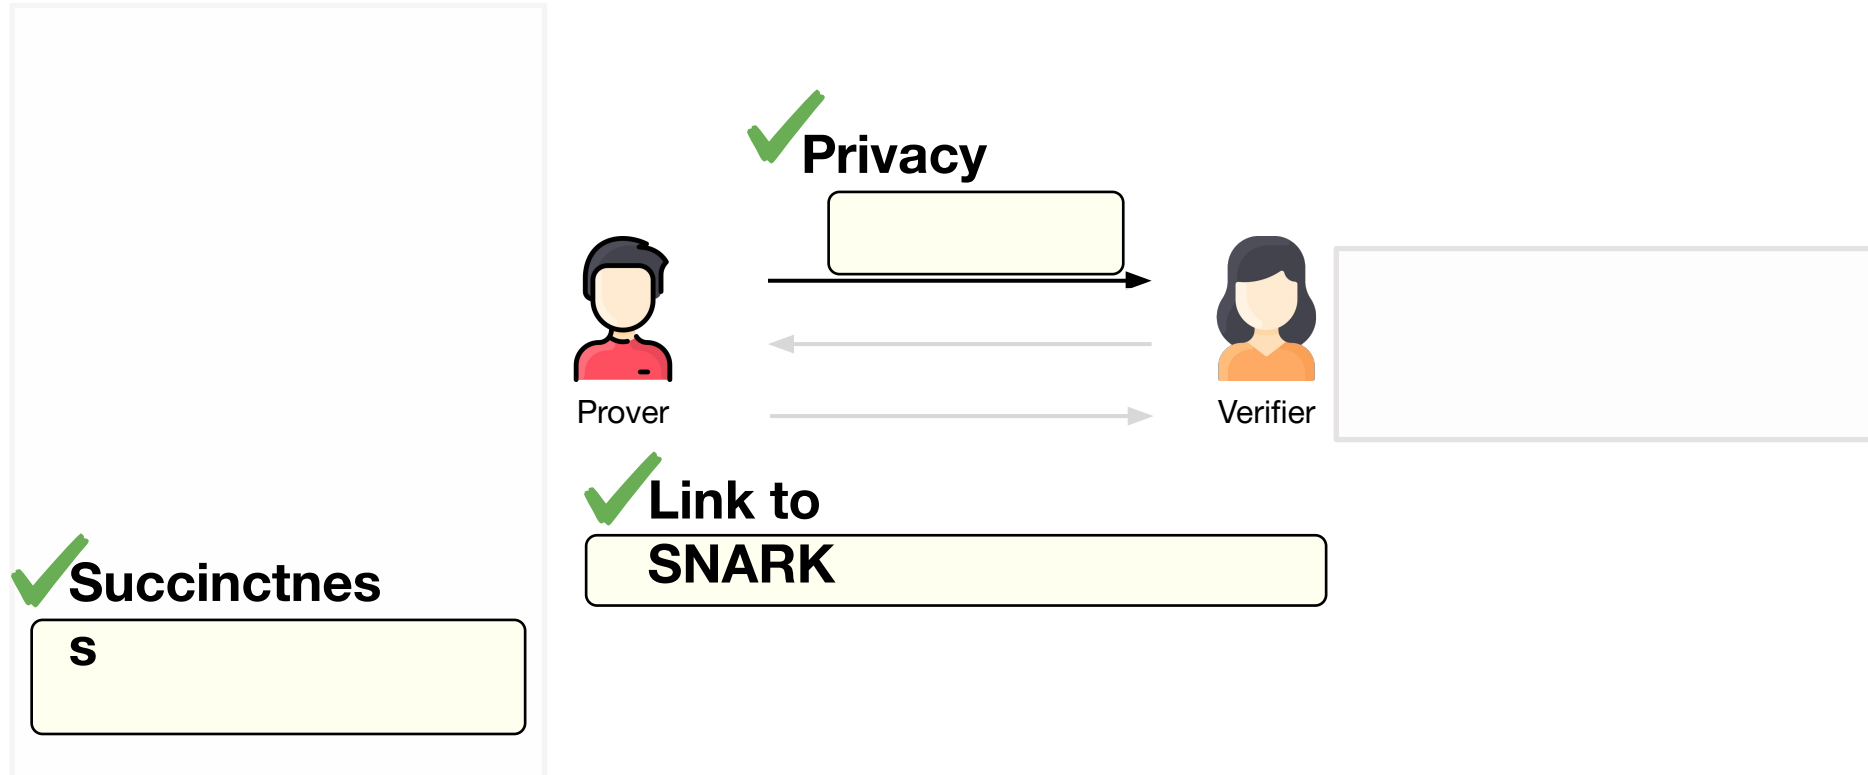 Privacy
Prover
Verifier
Link to
SNARK
Succinctnes
s